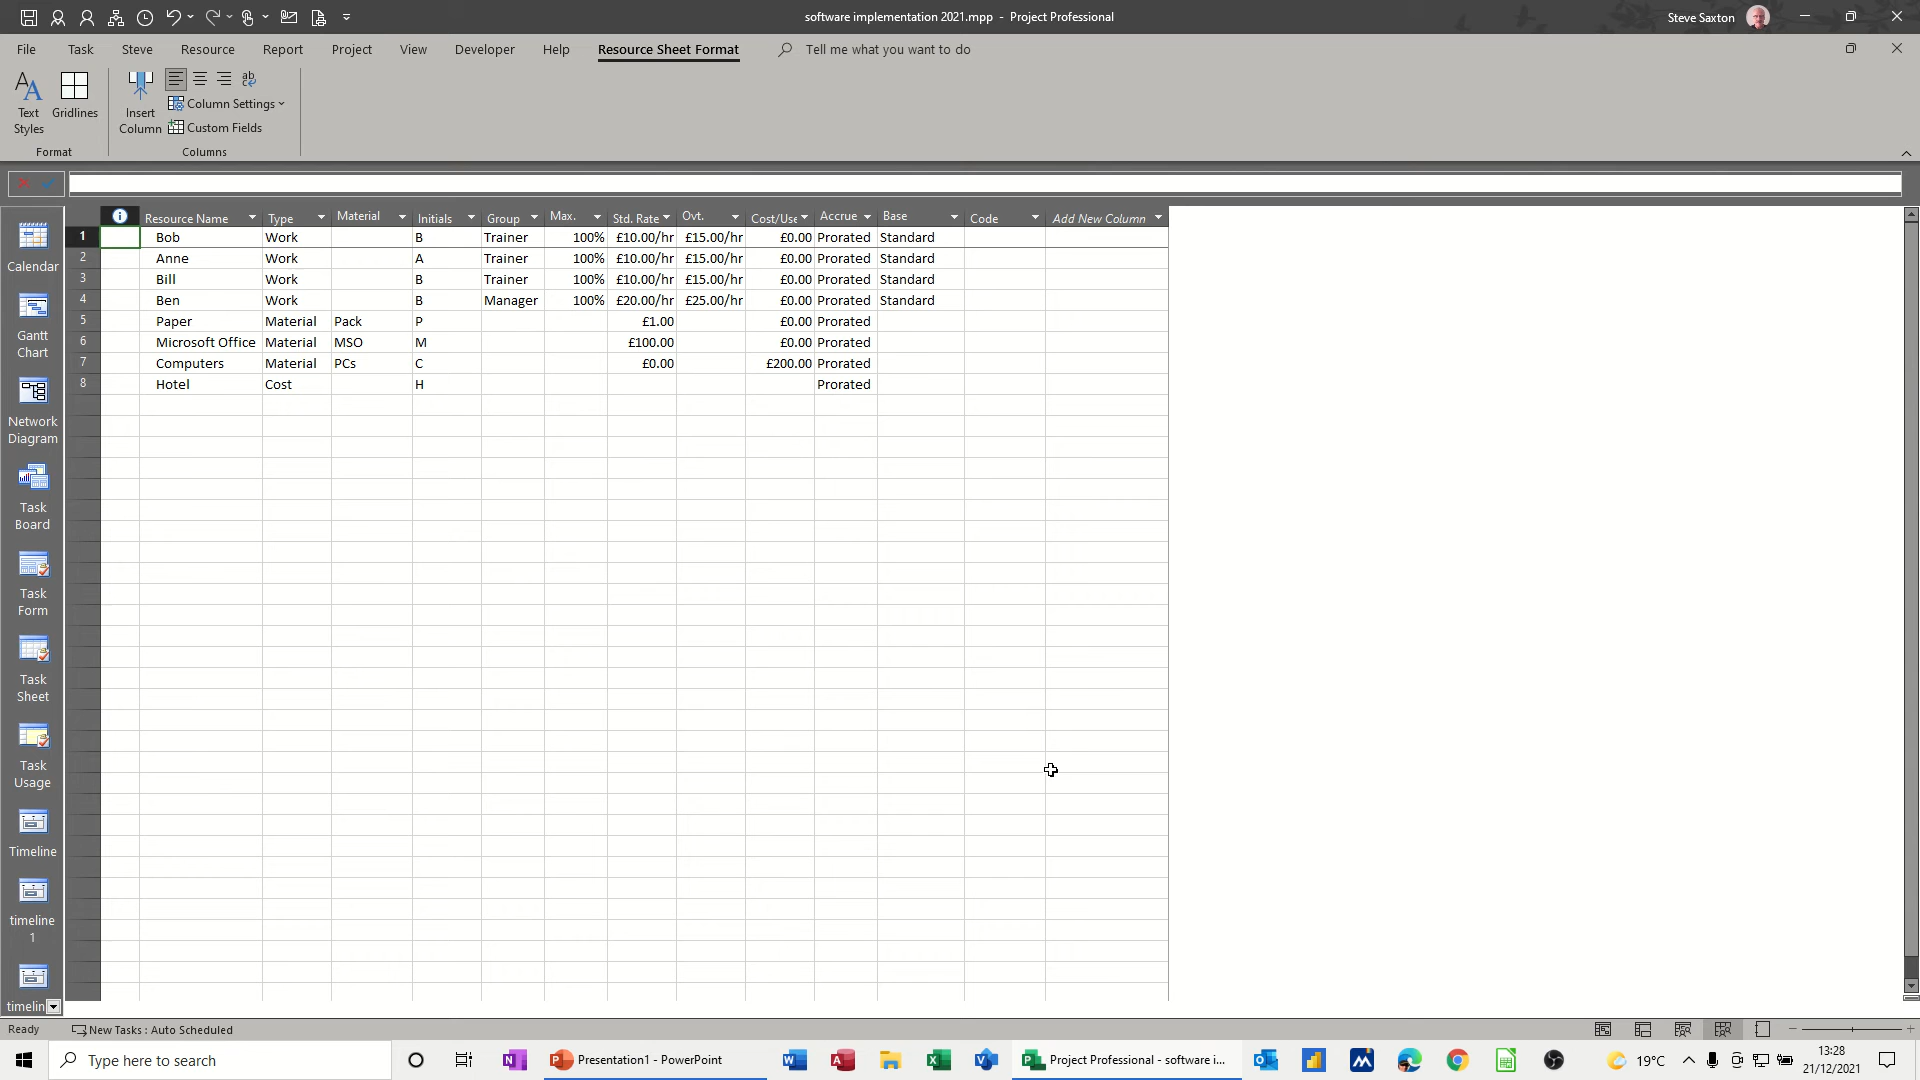 software implementation 2021.mpp - Project Professional
Steve Saxton
File Task Steve Resource Report Project View Developer Help Resource Sheet Format Tell me what you want to do
Text Styles
Gridlines
Insert Column
ab
Column Settings
Custom Fields
Format
Columns
Resource Name Type Material Initials Group Max. Std. Rate Ovt. Cost/Use Accrue Base Code Add New Column
1 Bob Work B Trainer 100% £10.00/hr £15.00/hr £0.00 Prorated Standard
2 Anne Work A Trainer 100% £10.00/hr £15.00/hr £0.00 Prorated Standard
3 Bill Work B Trainer 100% £10.00/hr £15.00/hr £0.00 Prorated Standard
4 Ben Work B Manager 100% £20.00/hr £25.00/hr £0.00 Prorated Standard
5 Paper Material Pack P £1.00 £0.00 Prorated
6 Microsoft Office Material MSO M £100.00 £0.00 Prorated
7 Computers Material PCs C £0.00 £200.00 Prorated
8 Hotel Cost H Prorated
Calendar
Gantt
Chart
Network
Diagram
Task
Board
Task
Form
Task
Sheet
Task
Usage
Timeline
timeline
1
timelin
Ready New Tasks : Auto Scheduled
Type here to search
Presentation1 - PowerPoint
Project Professional - software i...
19°C
13:28
21/12/2021